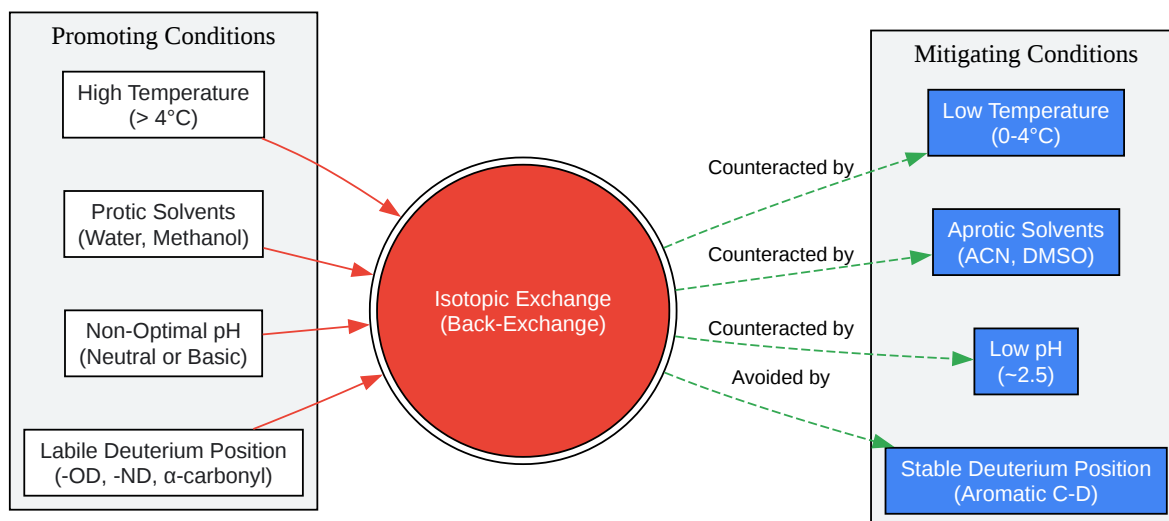 Promoting Conditions
High Temperature
(> 4°C)
Protic Solvents
(Water, Methanol)
Non-Optimal pH
(Neutral or Basic)
Labile Deuterium Position
(-OD, -ND, α-carbonyl)
Isotopic Exchange
(Back-Exchange)
Counteracted by
Counteracted by
Counteracted by
Avoided by
Mitigating Conditions
Low Temperature
(0-4°C)
Aprotic Solvents
(ACN, DMSO)
Low pH
(~2.5)
Stable Deuterium Position
(Aromatic C-D)